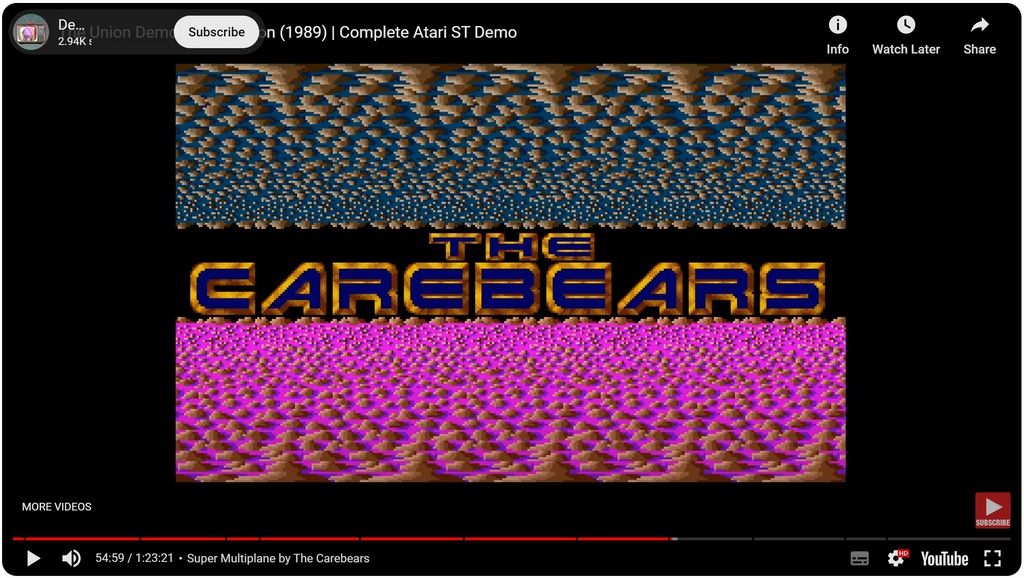 De...
2.94K s
Subscribe
The Union Demo on (1989) | Complete Atari ST Demo
Info
Watch Later
Share
THE
CAREBEARS
MORE VIDEOS
SUBSCRIBE
54:59 / 1:23:21 • Super Multiplane by The Carebears
HD
YouTube